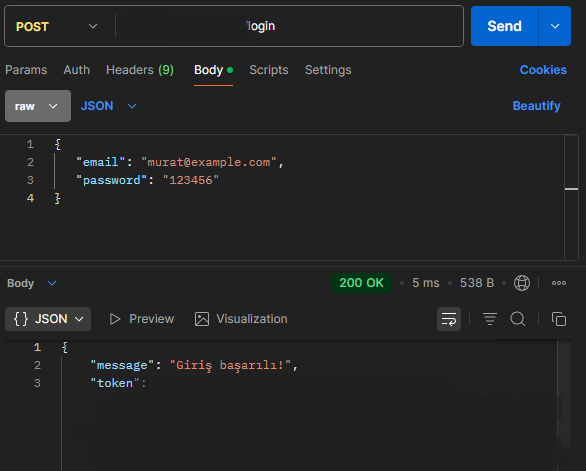 POST /login Send
Params Auth Headers (9) Body Scripts Settings Cookies
raw JSON Beautify
1 {
2 "email": "murat@example.com",
3 "password": "123456"
4 }
Body 200 OK 5 ms 538 B
{} JSON Preview Visualization
1 {
2 "message": "Giriş başarılı!",
3 "token":